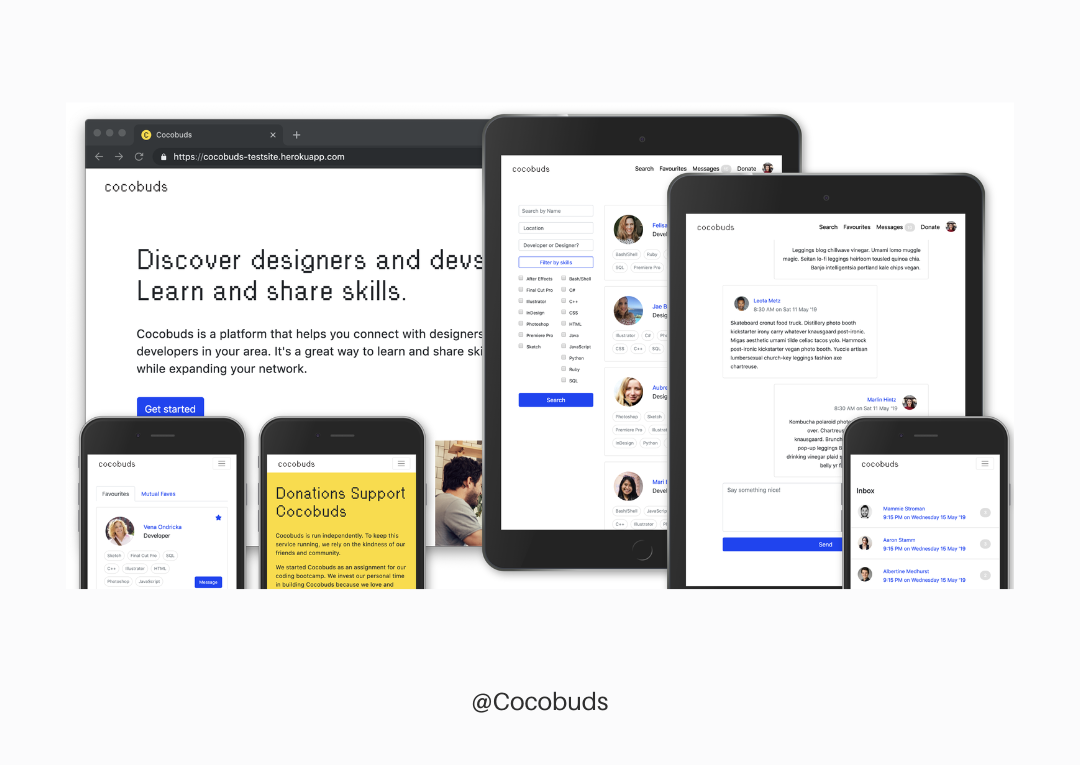 Cocobuds
https://cocobuds-testsite.herokuapp.com
cocobuds
Discover designers and devs
Learn and share skills.
Cocobuds is a platform that helps you connect with designers
developers in your area. It's a great way to learn and share ski
while expanding your network.
Get started
cocobuds
Search Favourites Messages Donate
Search by Name
Location
Developer or Designer?
Filter by skills
After Effects Bash/Shell
Final Cut Pro C#
Illustrator C++
InDesign CSS
Photoshop HTML
Premiere Pro Java
Sketch JavaScript
Python
Ruby
SQL
Search
Felisa
Devel
Bash/Shell Ruby
SQL Premiere Pro
Jae B
Desig
Illustrator C#
CSS C++ SQL
Aubre
Desig
Photoshop Sketch
Premiere Pro Illustrat
InDesign Python
Mari
Devel
Bash/Shell JavaScrip
C++ Illustrator
cocobuds
Search Favourites Messages Donate
Leggings blog chillwave vinegar. Umami lomo muggle
magic. Seitan lo-fi leggings heirloom tousled quinoa chia.
Banjo intelligentsia portland kale chips vegan.
Leota Metz
8:30 AM on Sat 11 May '19
Skateboard cronut food truck. Distillery photo booth
kickstarter irony carry whatever knausgaard post-ironic.
Migas aesthetic umami tilde celiac tacos yolo. Hammock
post-ironic kickstarter vegan photo booth. Yuccie artisan
lumbersexual church-key leggings fashion axe
chartreuse.
Marlin Hintz
8:30 AM on Sat 11 May '19
Kombucha polaroid photo
over. Chartreus
knausgaard. Brunch
pop-up leggings
drinking vinegar plaid
belly yr
Say something nice!
Send
cocobuds
Favourites Mutual Faves
Vena Ondricka
Developer
Sketch Final Cut Pro SQL
C++ Illustrator HTML
Photoshop JavaScript
Message
cocobuds
Donations Support
Cocobuds
Cocobuds is run independently. To keep this
service running, we rely on the kindness of our
friends and community.
We started Cocobuds as an assignment for our
coding bootcamp. We invest our personal time
in building Cocobuds because we love and
cocobuds
Inbox
Mammie Stroman
9:15 PM on Wednesday 15 May '19
Aaron Stamm
9:15 PM on Wednesday 15 May '19
Albertine Medhurst
9:15 PM on Wednesday 15 May '19
@Cocobuds